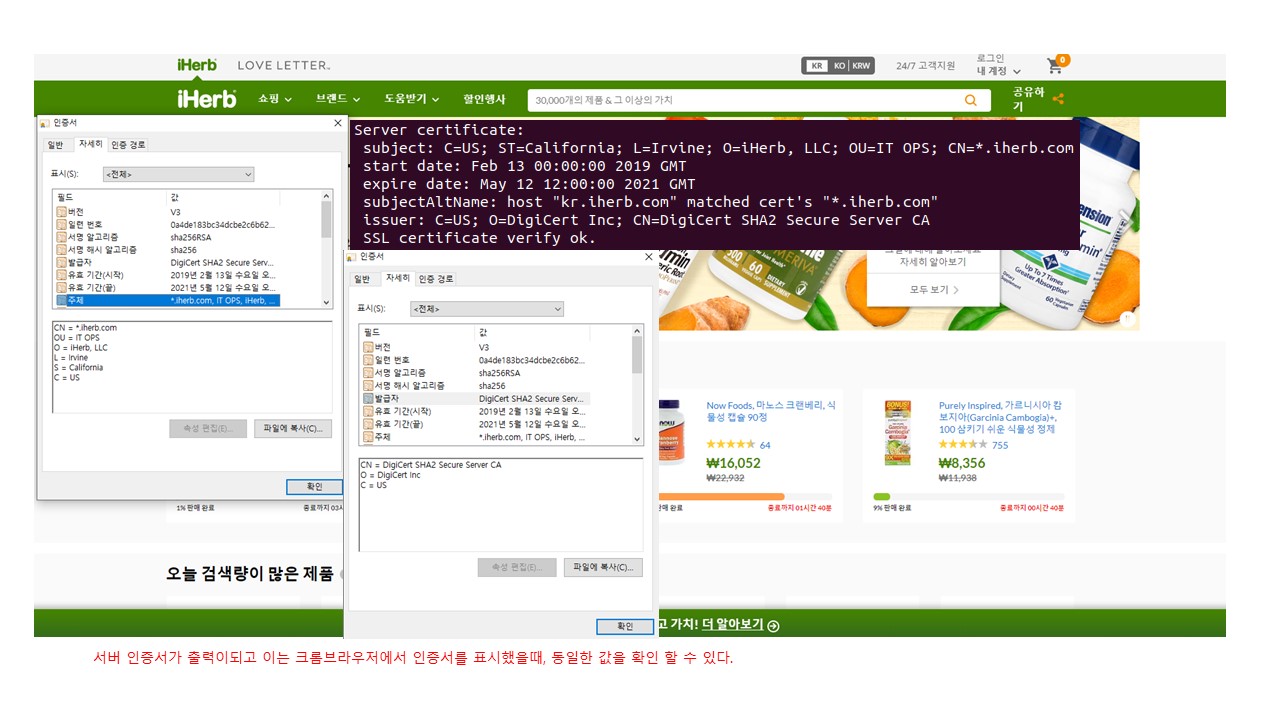 iHerb LOVE LETTER™
KR KO | KRW
24/7 고객지원
로그인
내 계정
0
iHerb
쇼핑
브랜드
도움받기
할인행사
30,000개의 제품 & 그 이상의 가치
공유하
기
인증서
일반 자세히 인증 경로
표시(S): <전체>
필드 값
버전 V3
일련 번호 0a4de183bc34dcbe2c6b62...
서명 알고리즘 sha256RSA
서명 해시 알고리즘 sha256
발급자 DigiCert SHA2 Secure Serv...
유효 기간(시작) 2019년 2월 13일 수요일 오...
유효 기간(끝) 2021년 5월 12일 수요일 오...
주체 *.iherb.com, IT OPS, iHerb, ...
CN = *.iherb.com
OU = IT OPS
O = iHerb, LLC
L = Irvine
S = California
C = US
속성 편집(E)... 파일에 복사(C)...
확인
Server certificate:
subject: C=US; ST=California; L=Irvine; O=iHerb, LLC; OU=IT OPS; CN=*.iherb.com
start date: Feb 13 00:00:00 2019 GMT
expire date: May 12 12:00:00 2021 GMT
subjectAltName: host "kr.iherb.com" matched cert's "*.iherb.com"
issuer: C=US; O=DigiCert Inc; CN=DigiCert SHA2 Secure Server CA
SSL certificate verify ok.
인증서
일반 자세히 인증 경로
표시(S): <전체>
필드 값
버전 V3
일련 번호 0a4de183bc34dcbe2c6b62...
서명 알고리즘 sha256RSA
서명 해시 알고리즘 sha256
발급자 DigiCert SHA2 Secure Serv...
유효 기간(시작) 2019년 2월 13일 수요일 오...
유효 기간(끝) 2021년 5월 12일 수요일 오...
주체 *.iherb.com, IT OPS, iHerb, ...
CN = DigiCert SHA2 Secure Server CA
O = DigiCert Inc
C = US
속성 편집(E)... 파일에 복사(C)...
확인
자세히 알아보기
모두 보기
60
DIETARY
SUPPLEMENT
Up To 7 Times
Greater Absorption
Now Foods, 마노스 크랜베리, 식
물성 캡슐 90정
64
₩16,052
₩22,932
판매 완료
종료까지 01시간 40분
Purely Inspired, 가르니시아 캄
보지아(Garcinia Cambogia)+,
100 삼키기 쉬운 식물성 정제
755
₩8,356
₩11,938
9% 판매 완료
종료까지 00시간 40분
1% 판매 완료
종료까지 03시
오늘 검색량이 많은 제품
고 가치! 더 알아보기
서버 인증서가 출력이되고 이는 크롬브라우저에서 인증서를 표시했을때, 동일한 값을 확인 할 수 있다.